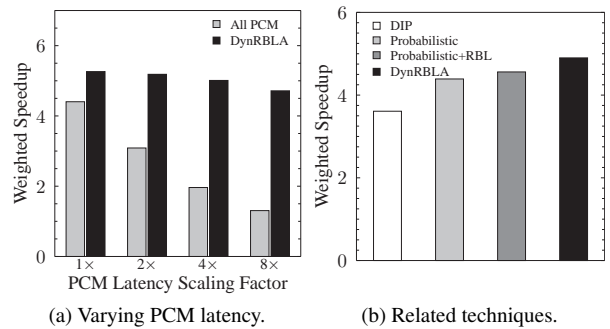 All PCM
DynRBLA
Weighted Speedup
6
4
2
0
1× 2× 4× 8×
PCM Latency Scaling Factor
(a) Varying PCM latency.
DIP
Probabilistic
Probabilistic+RBL
DynRBLA
Weighted Speedup
6
4
2
0
(b) Related techniques.